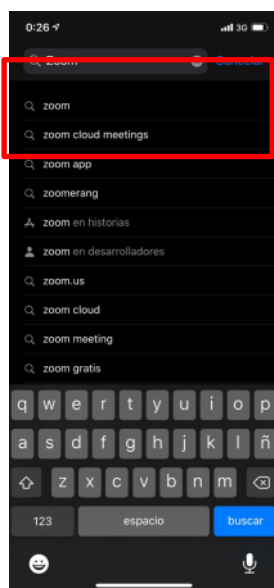 0:26
3G
Zoom
Cancelar
zoom
zoom cloud meetings
zoom app
zoomerang
zoom en historias
zoom en desarrolladores
zoom.us
zoom cloud
zoom meeting
zoom gratis
q w e r t y u i o p
a s d f g h j k l ñ
z x c v b n m
123 espacio buscar